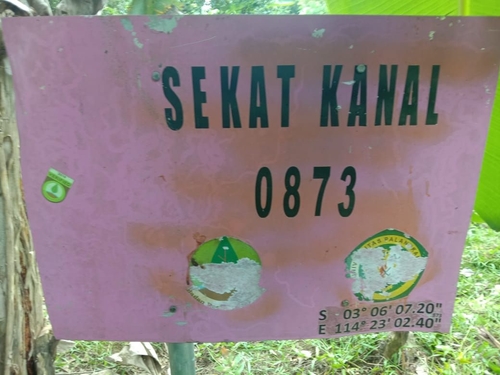 SEKAT KANAL
0873
S : 03° 06' 07.20"
E : 114° 23' 02.40"